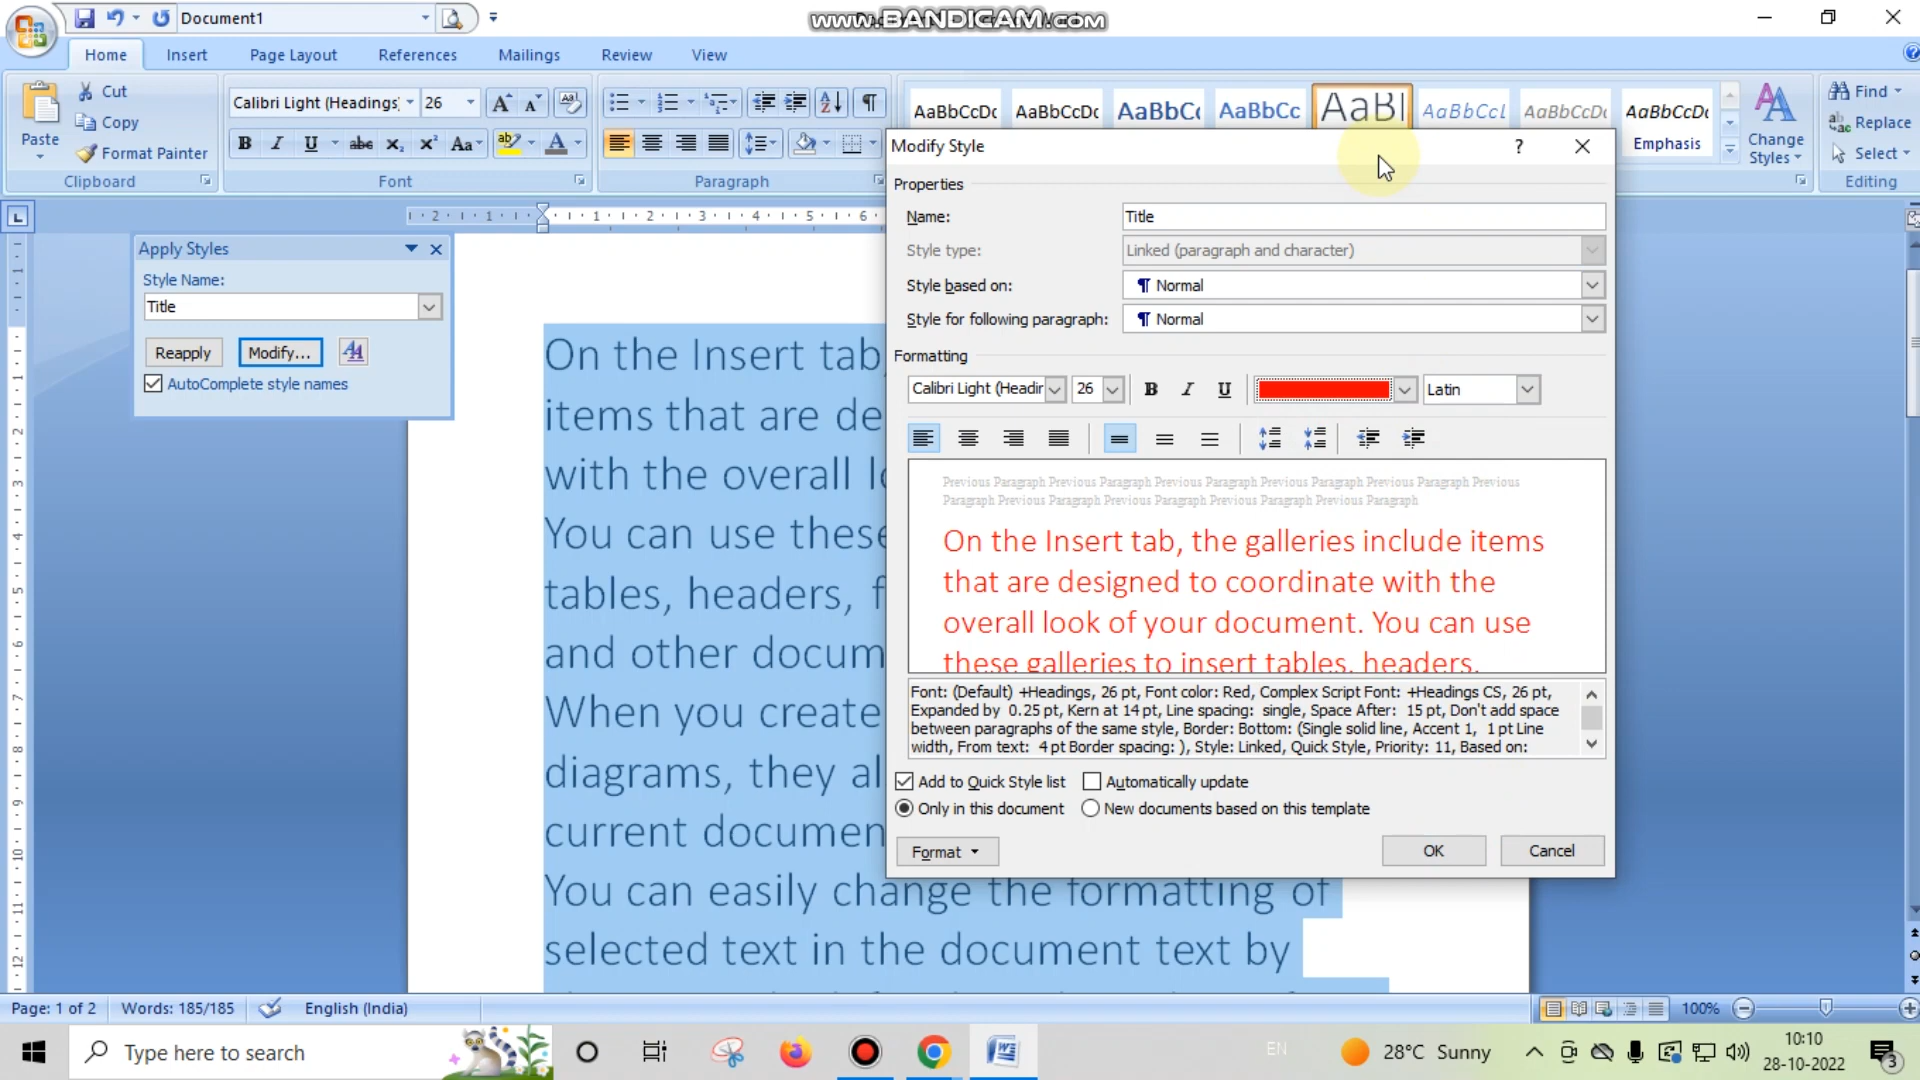 Document1
www.BANDICAM.com
Home Insert Page Layout References Mailings Review View
Paste
Cut
Copy
Format Painter
Clipboard
Calibri Light (Headings) 26
Font
Paragraph
AaBbCcDc AaBbCcDc AaBbC AaBbCc AaBl AaBbCcL AaBbCcDc AaBbCcDc
Emphasis
Change
Styles
Find
Replace
Select
Editing
Apply Styles
Style Name:
Title
Reapply Modify...
AutoComplete style names
Modify Style
Properties
Name: Title
Style type: Linked (paragraph and character)
Style based on: ¶ Normal
Style for following paragraph: ¶ Normal
Formatting
Calibri Light (Headir 26 B I U Latin
Previous Paragraph Previous Paragraph Previous Paragraph Previous Paragraph Previous Paragraph Previous
Paragraph Previous Paragraph Previous Paragraph Previous Paragraph Previous Paragraph
On the Insert tab, the galleries include items
that are designed to coordinate with the
overall look of your document. You can use
these galleries to insert tables, headers,
Font: (Default) +Headings, 26 pt, Font color: Red, Complex Script Font: +Headings CS, 26 pt,
Expanded by 0.25 pt, Kern at 14 pt, Line spacing: single, Space After: 15 pt, Don't add space
between paragraphs of the same style, Border: Bottom: (Single solid line, Accent 1, 1 pt Line
width, From text: 4 pt Border spacing: ), Style: Linked, Quick Style, Priority: 11, Based on:
Add to Quick Style list Automatically update
Only in this document New documents based on this template
Format OK Cancel
On the Insert tab,
items that are de
with the overall lo
You can use these
tables, headers, f
and other docum
When you create
diagrams, they al
current documen
You can easily change the formatting of
selected text in the document text by
Page: 1 of 2 Words: 185/185 English (India) 100%
Type here to search
EN
28°C Sunny
10:10
28-10-2022
3